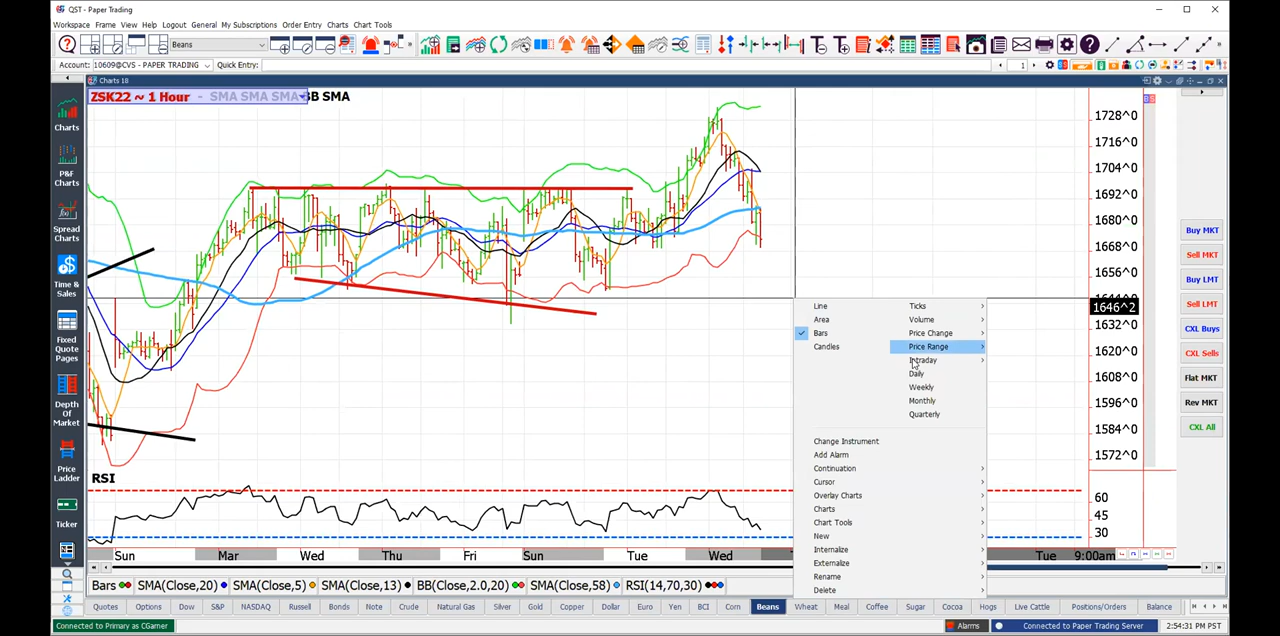 QST - Paper Trading
Workspace Frame View Help Logout General My Subscriptions Order Entry Charts Chart Tools
Beans
Account: 10609@CVS - PAPER TRADING Quick Entry: 1
Charts 18
ZSK22 ~ 1 Hour - SMA SMA SMA BB SMA
Charts
P&F Charts
Spread Charts
Time & Sales
Fixed Quote Pages
Depth Of Market
Price Ladder
Ticker
1728^0
1716^0
1704^0
1692^0
1680^0
1668^0
1656^0
1646^2
1632^0
1620^0
1608^0
1596^0
1584^0
1572^0
Buy MKT
Sell MKT
Buy LMT
Sell LMT
CXL Buys
CXL Sells
Flat MKT
Rev MKT
CXL All
Line Ticks
Area Volume
Bars Price Change
Candles Price Range
Intraday
Daily
Weekly
Monthly
Quarterly
Change Instrument
Add Alarm
Continuation
Cursor
Overlay Charts
Charts
Chart Tools
New
Internalize
Externalize
Rename
Delete
RSI
60
45
30
Sun Mar Wed Thu Fri Sun Tue Wed Tue 9:00am
Bars SMA(Close,20) SMA(Close,5) SMA(Close,13) BB(Close,2.0,20) SMA(Close,58) RSI(14,70,30)
Quotes Options Dow S&P NASDAQ Russell Bonds Note Crude Natural Gas Silver Gold Copper Dollar Euro Yen BCI Corn Beans Wheat Meal Coffee Sugar Cocoa Hogs Live Cattle Positions/Orders Balance
Connected to Primary as CGamer Alarms Connected to Paper Trading Server 2:54:31 PM PST